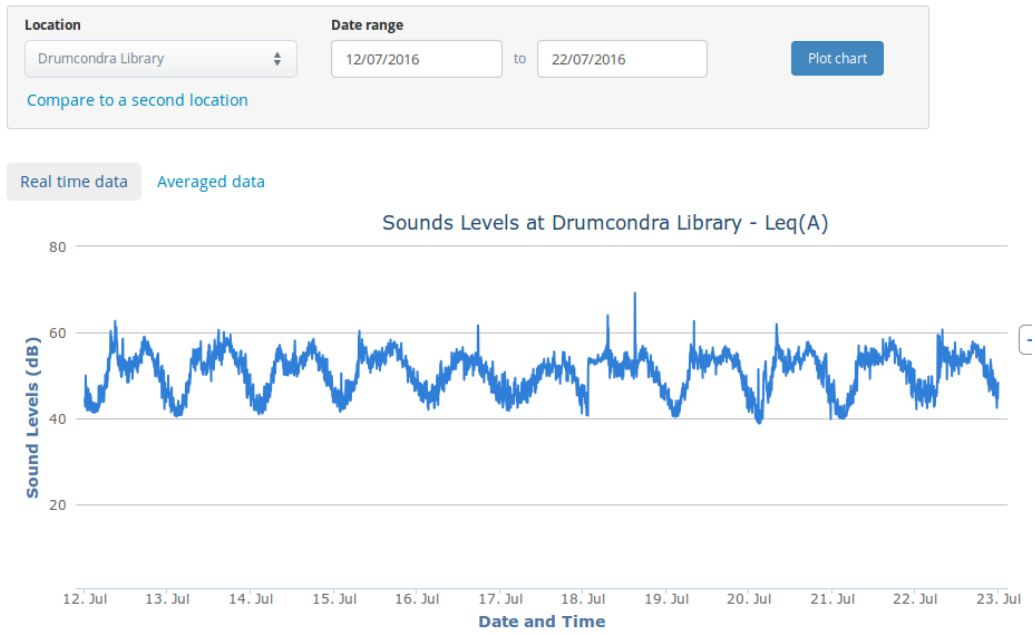 Location
Date range
Drumcondra Library
12/07/2016
to
22/07/2016
Plot chart
Compare to a second location
Real time data
Averaged data
Sounds Levels at Drumcondra Library - Leq(A)
80
60
40
20
Sound Levels (dB)
12. Jul
13. Jul
14. Jul
15. Jul
16. Jul
17. Jul
18. Jul
19. Jul
20. Jul
21. Jul
22. Jul
23. Jul
Date and Time